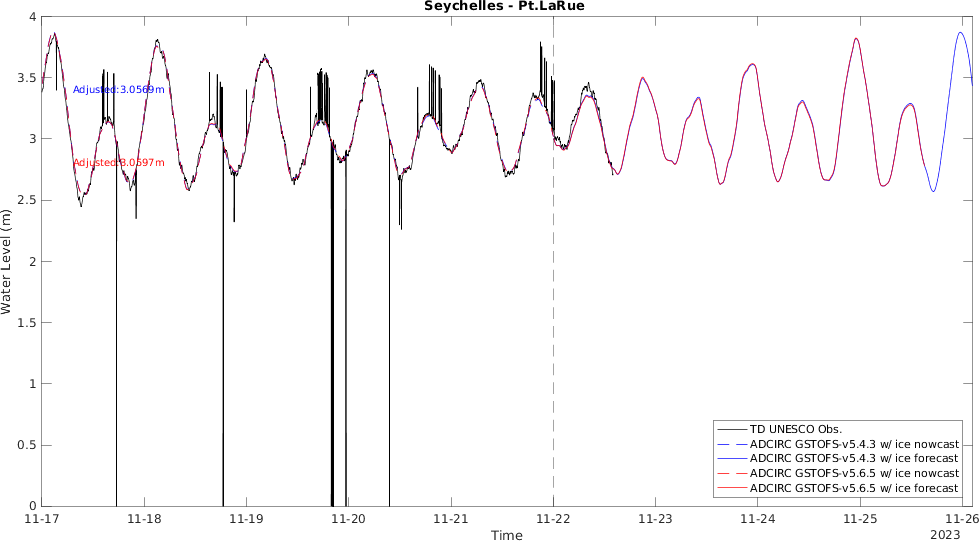 Seychelles - Pt.LaRue
4
3.5
3
2.5
2
1.5
1
0.5
0
Water Level (m)
Adjusted:3.0569m
Adjusted:3.0597m
TD UNESCO Obs.
ADCIRC GSTOFS-v5.4.3 w/ ice nowcast
ADCIRC GSTOFS-v5.4.3 w/ ice forecast
ADCIRC GSTOFS-v5.6.5 w/ ice nowcast
ADCIRC GSTOFS-v5.6.5 w/ ice forecast
11-17 11-18 11-19 11-20 11-21 11-22 11-23 11-24 11-25 11-26
Time
2023